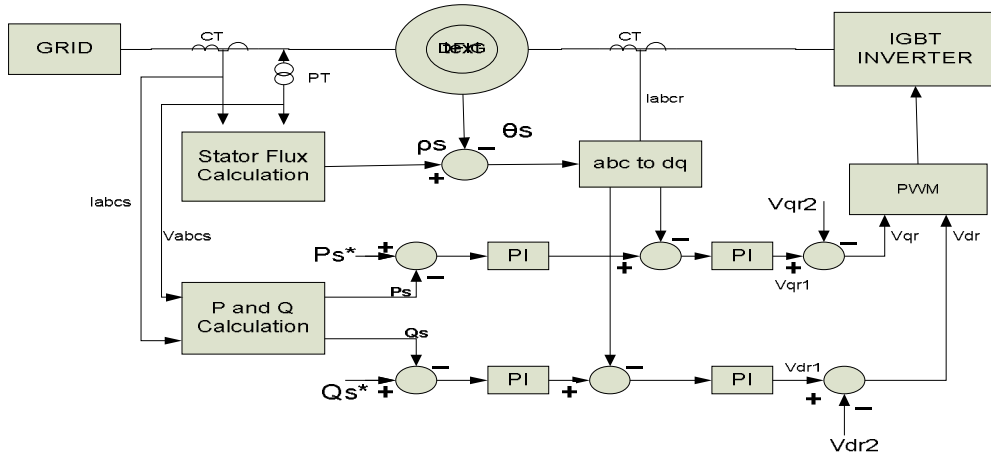 GRID
CT
PT
CT
IGBT
INVERTER
Iabcr
θs
ρs
+
−
Stator Flux
Calculation
abc to dq
PWM
Iabcs
Vabcs
Vqr2
Vqr
Vdr
Ps*
+
−
PI
+
−
PI
+
−
Vqr1
Ps
P and Q
Calculation
Qs
Qs*
+
−
PI
+
−
PI
Vdr1
+
−
Vdr2